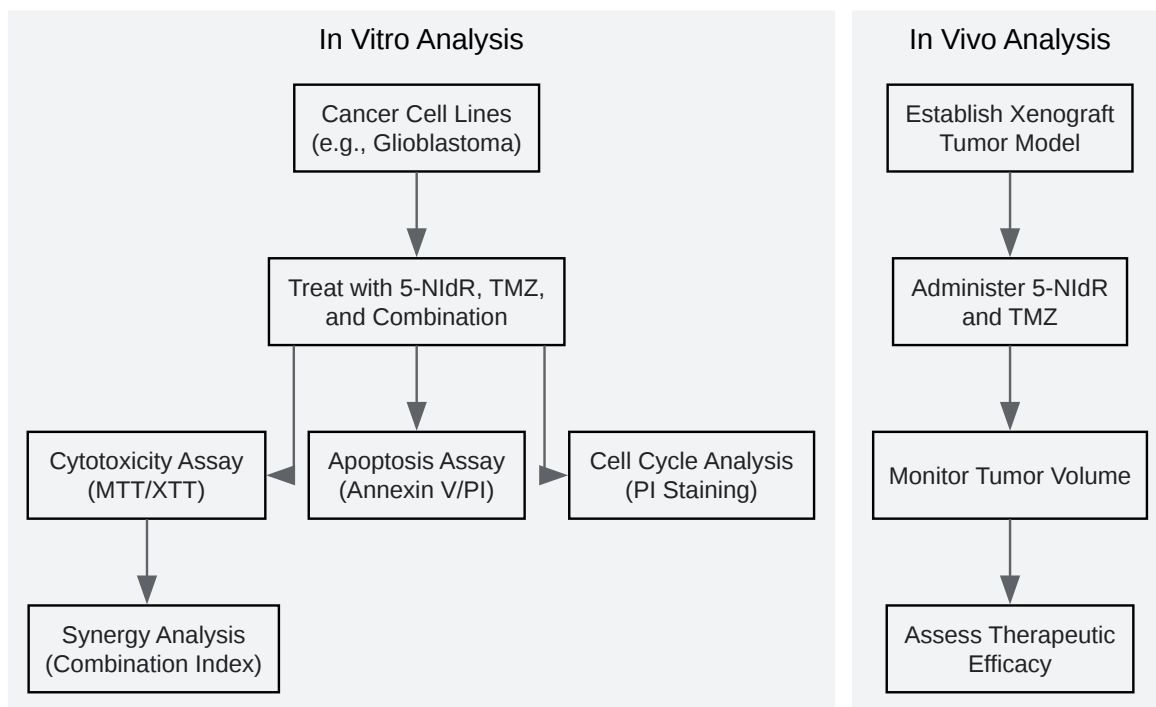 In Vitro Analysis
Cancer Cell Lines
(e.g., Glioblastoma)
Treat with 5-NIdR, TMZ,
and Combination
Cytotoxicity Assay
(MTT/XTT)
Apoptosis Assay
(Annexin V/PI)
Cell Cycle Analysis
(PI Staining)
Synergy Analysis
(Combination Index)
In Vivo Analysis
Establish Xenograft
Tumor Model
Administer 5-NIdR
and TMZ
Monitor Tumor Volume
Assess Therapeutic
Efficacy